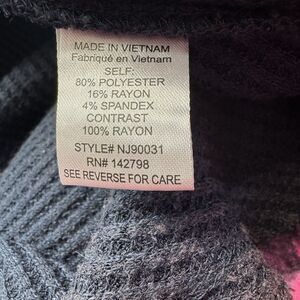 MADE IN VIETNAM
Fabriqué en Vietnam
SELF:
80% POLYESTER
16% RAYON
4% SPANDEX
CONTRAST
100% RAYON
STYLE# NJ90031
RN# 142798
SEE REVERSE FOR CARE